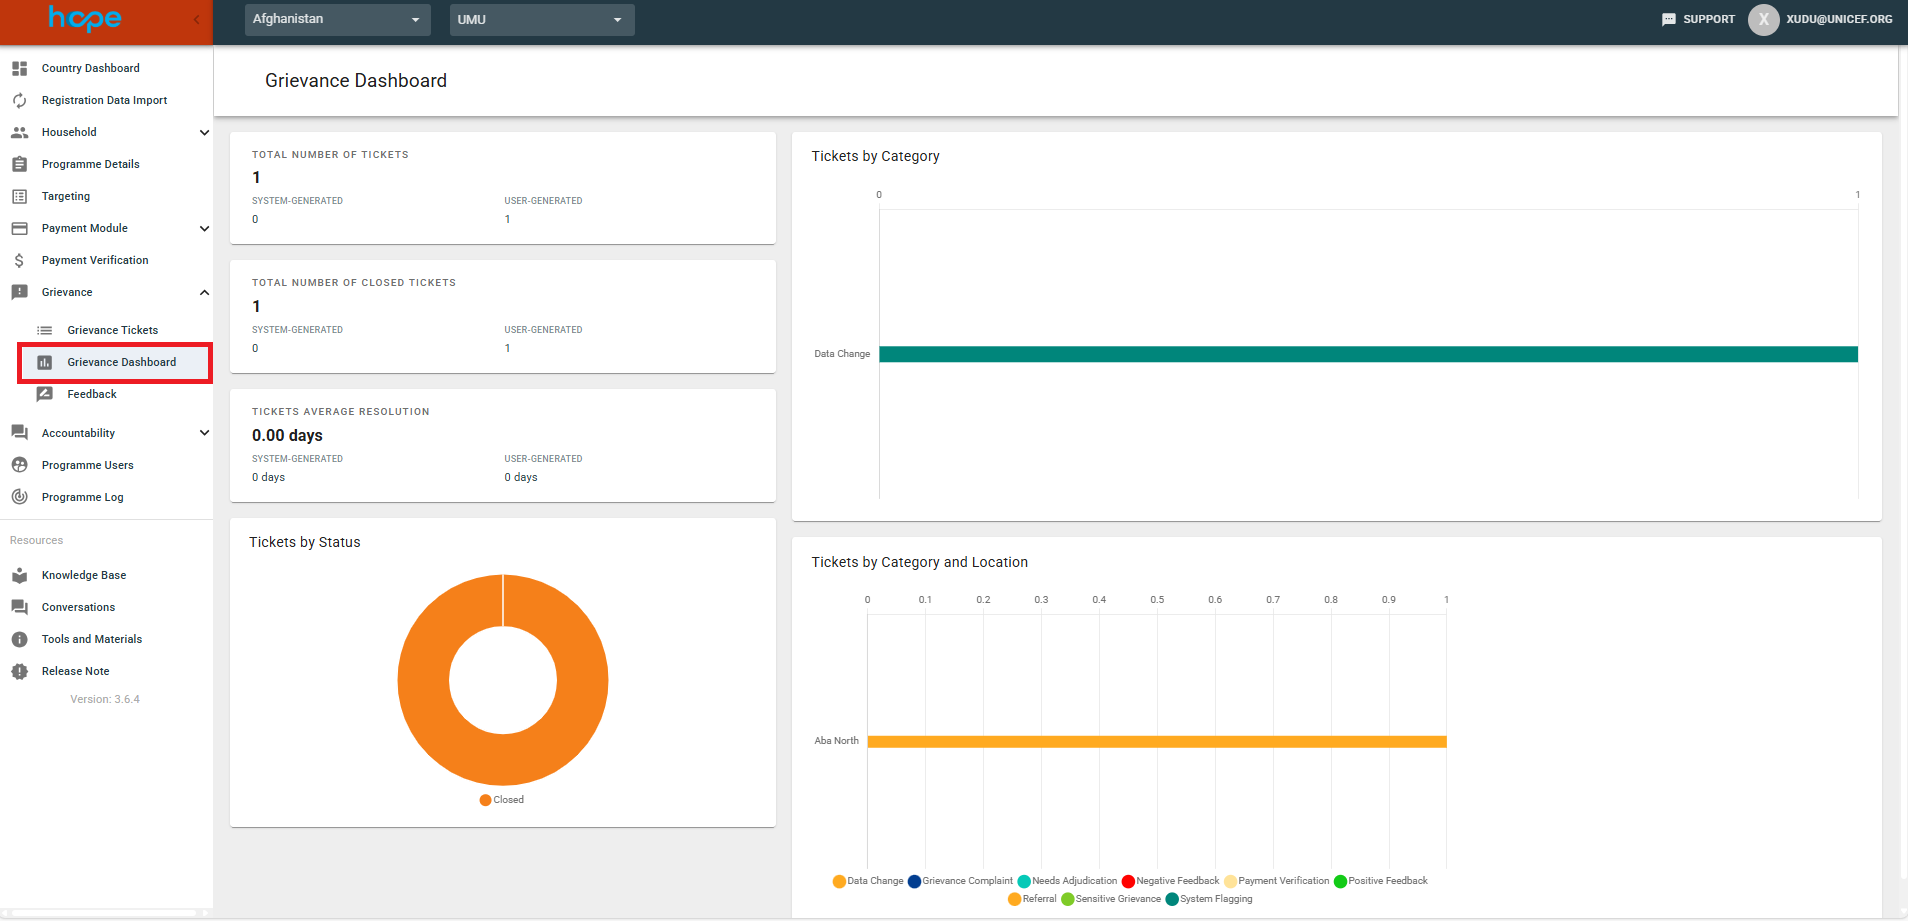 hope
Afghanistan
UMU
SUPPORT
X
XUDU@UNICEF.ORG
Country Dashboard
Registration Data Import
Household
Programme Details
Targeting
Payment Module
Payment Verification
Grievance
Grievance Tickets
Grievance Dashboard
Feedback
Accountability
Programme Users
Programme Log
Resources
Knowledge Base
Conversations
Tools and Materials
Release Note
Version: 3.6.4
Grievance Dashboard
TOTAL NUMBER OF TICKETS
1
SYSTEM-GENERATED USER-GENERATED
0 1
TOTAL NUMBER OF CLOSED TICKETS
1
SYSTEM-GENERATED USER-GENERATED
0 1
TICKETS AVERAGE RESOLUTION
0.00 days
SYSTEM-GENERATED USER-GENERATED
0 days 0 days
Tickets by Status
Closed
Tickets by Category
0 1
Data Change
Tickets by Category and Location
0 0.1 0.2 0.3 0.4 0.5 0.6 0.7 0.8 0.9 1
Aba North
Data Change Grievance Complaint Needs Adjudication Negative Feedback Payment Verification Positive Feedback
Referral Sensitive Grievance System Flagging